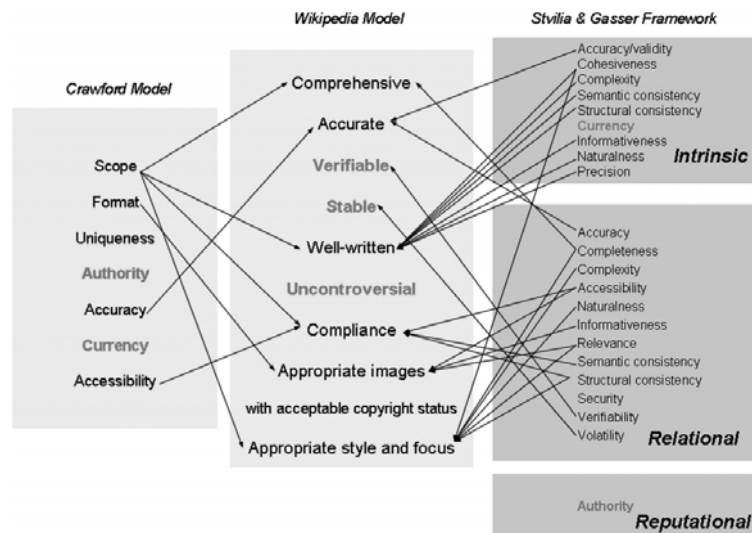 Crawford Model
Scope
Format
Uniqueness
Authority
Accuracy
Currency
Accessibility
Wikipedia Model
Comprehensive
Accurate
Verifiable
Stable
Well-written
Uncontroversial
Compliance
Appropriate images
with acceptable copyright status
Appropriate style and focus
Stvilia & Gasser Framework
Accuracy/validity
Cohesiveness
Complexity
Semantic consistency
Structural consistency
Currency
Informativeness
Naturalness
Precision
Intrinsic
Accuracy
Completeness
Complexity
Accessibility
Naturalness
Informativeness
Relevance
Semantic consistency
Structural consistency
Security
Verifiability
Volatility
Relational
Authority
Reputational